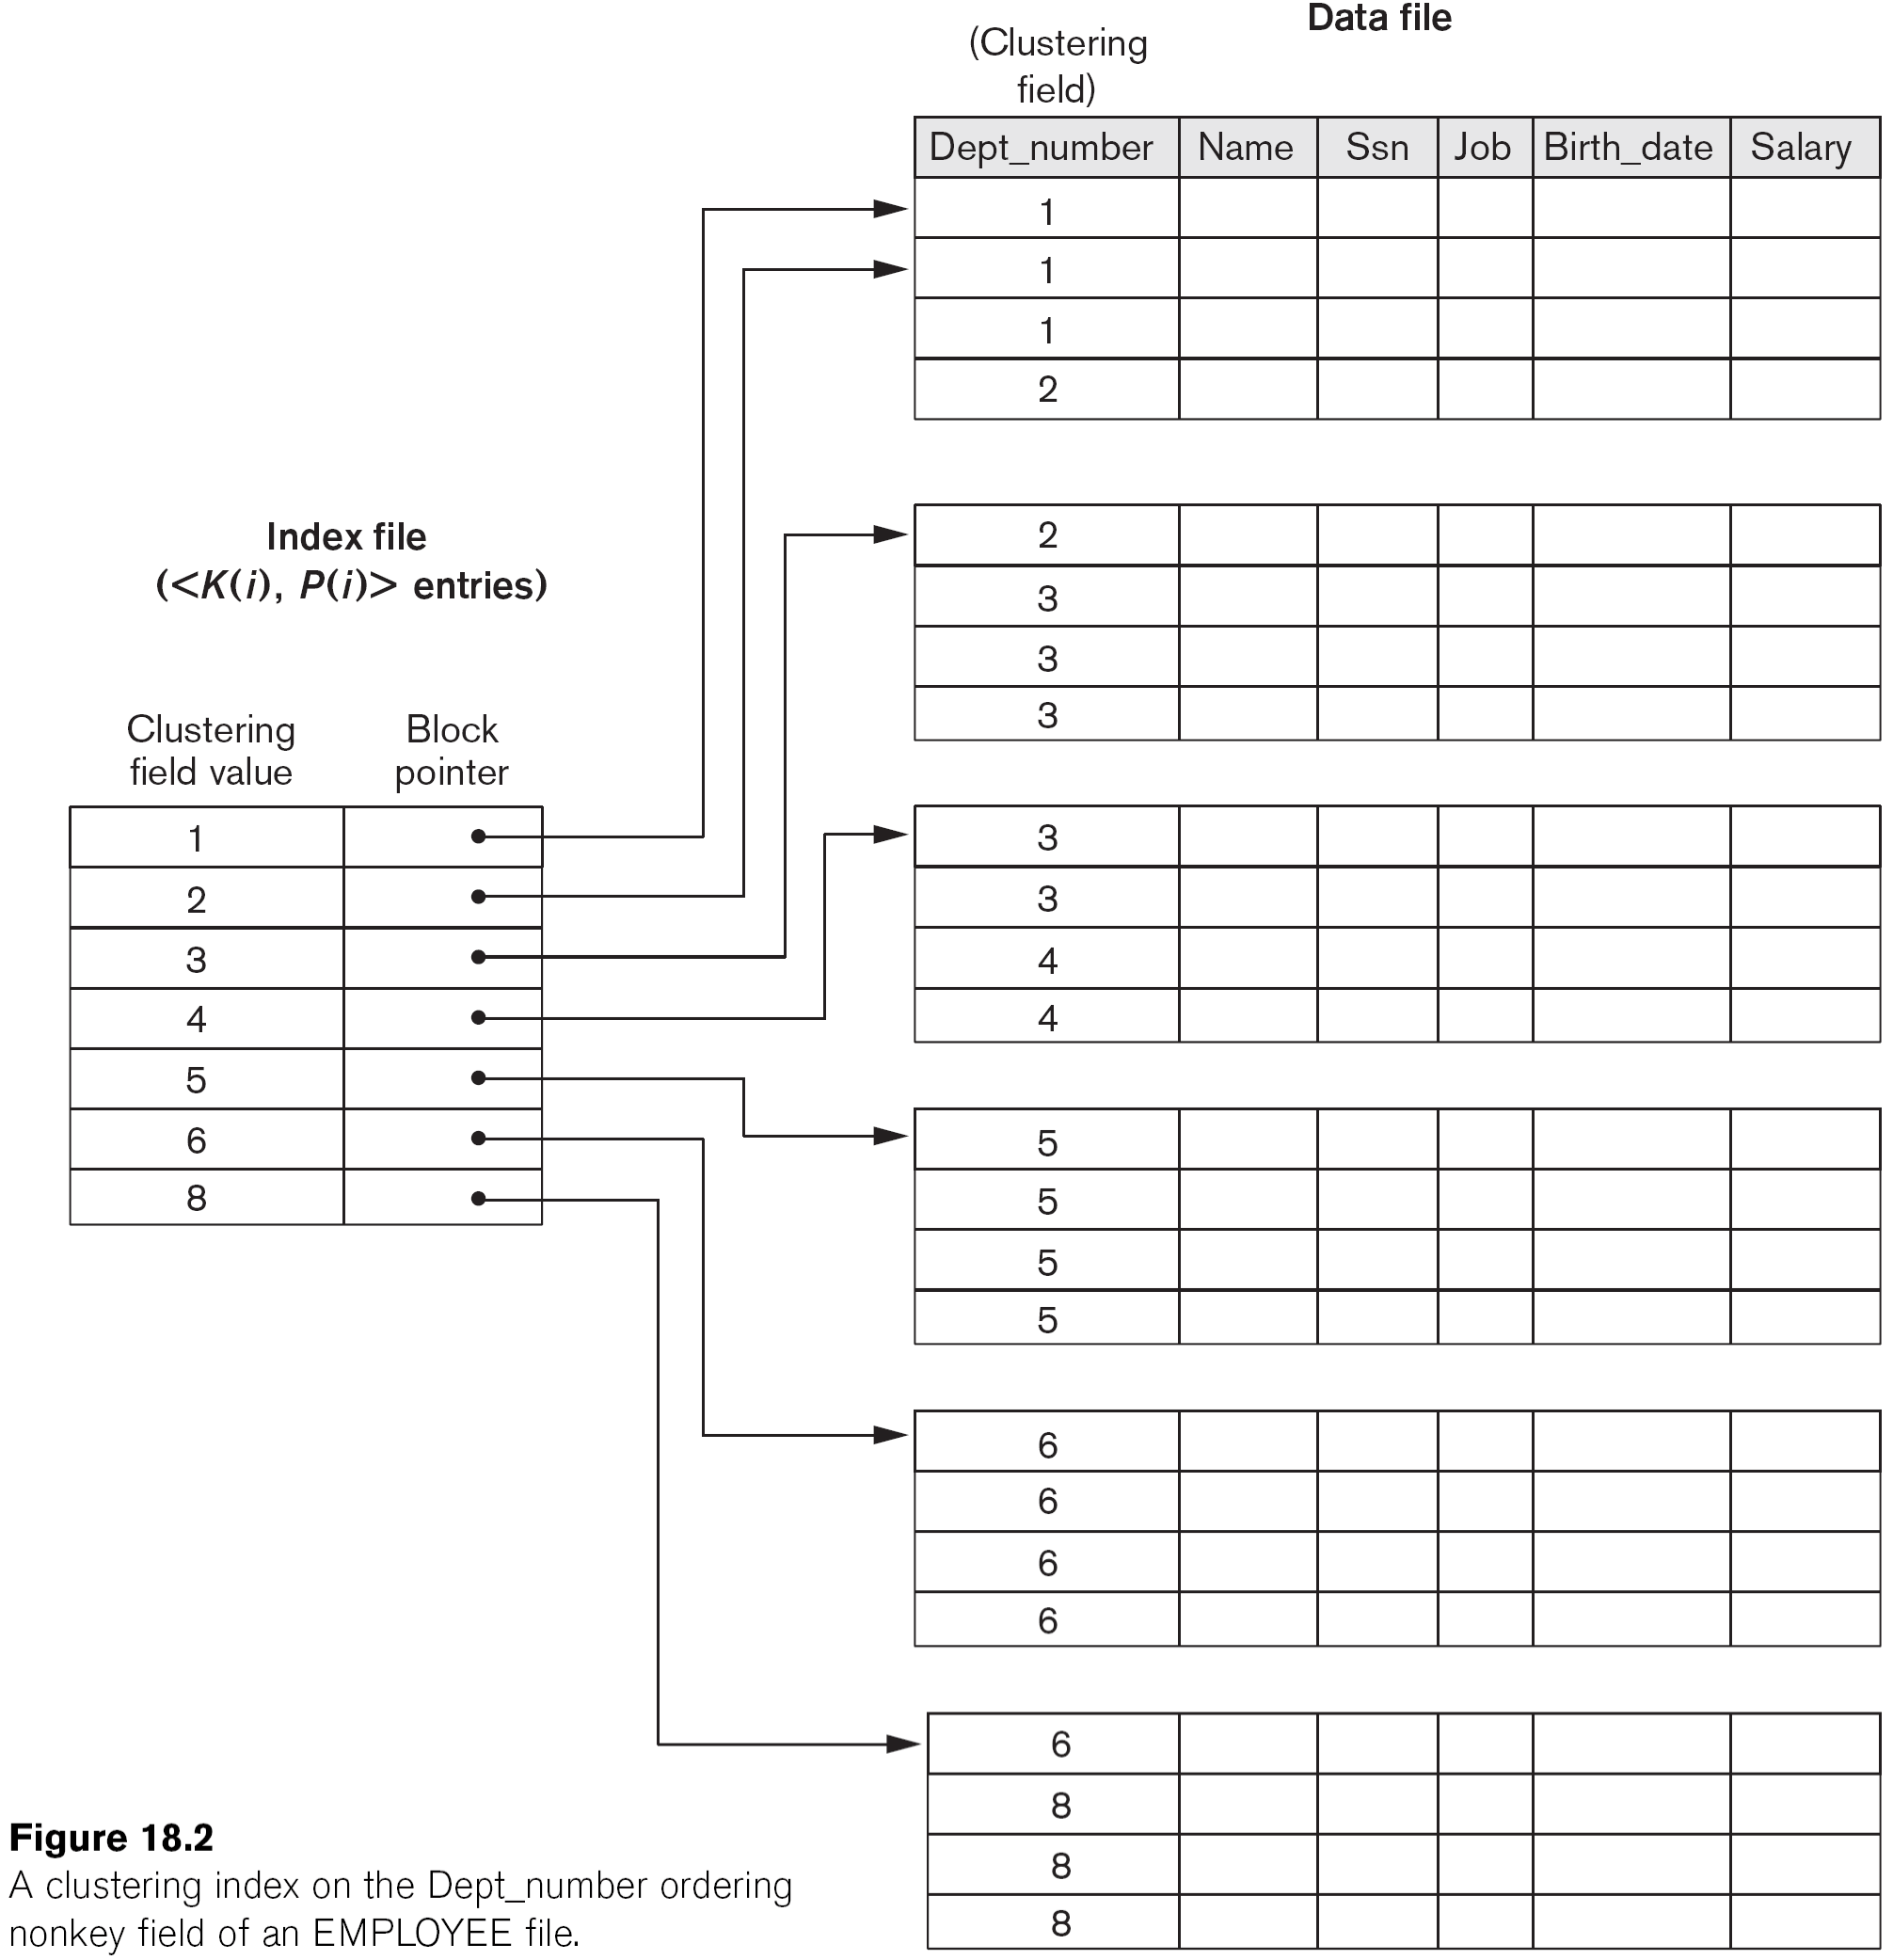 Data file
(Clustering
field)
Dept_number Name Ssn Job Birth_date Salary
1
1
1
2
2
3
3
3
3
3
4
4
5
5
5
5
6
6
6
6
6
8
8
8
Index file
(<K(i), P(i)> entries)
Clustering
field value
Block
pointer
1
2
3
4
5
6
8
Figure 18.2
A clustering index on the Dept_number ordering
nonkey field of an EMPLOYEE file.